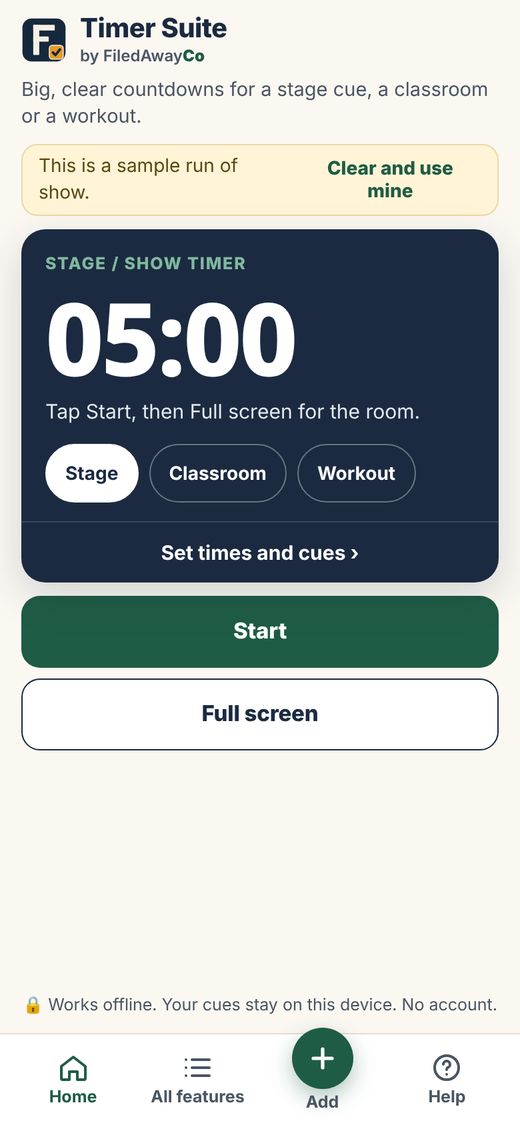 Timer Suite
by FiledAwayCo
Big, clear countdowns for a stage cue, a classroom
or a workout.
This is a sample run of
show.
Clear and use
mine
STAGE / SHOW TIMER
05:00
Tap Start, then Full screen for the room.
Stage
Classroom
Workout
Set times and cues ›
Start
Full screen
🔒 Works offline. Your cues stay on this device. No account.
Home
All features
Add
Help